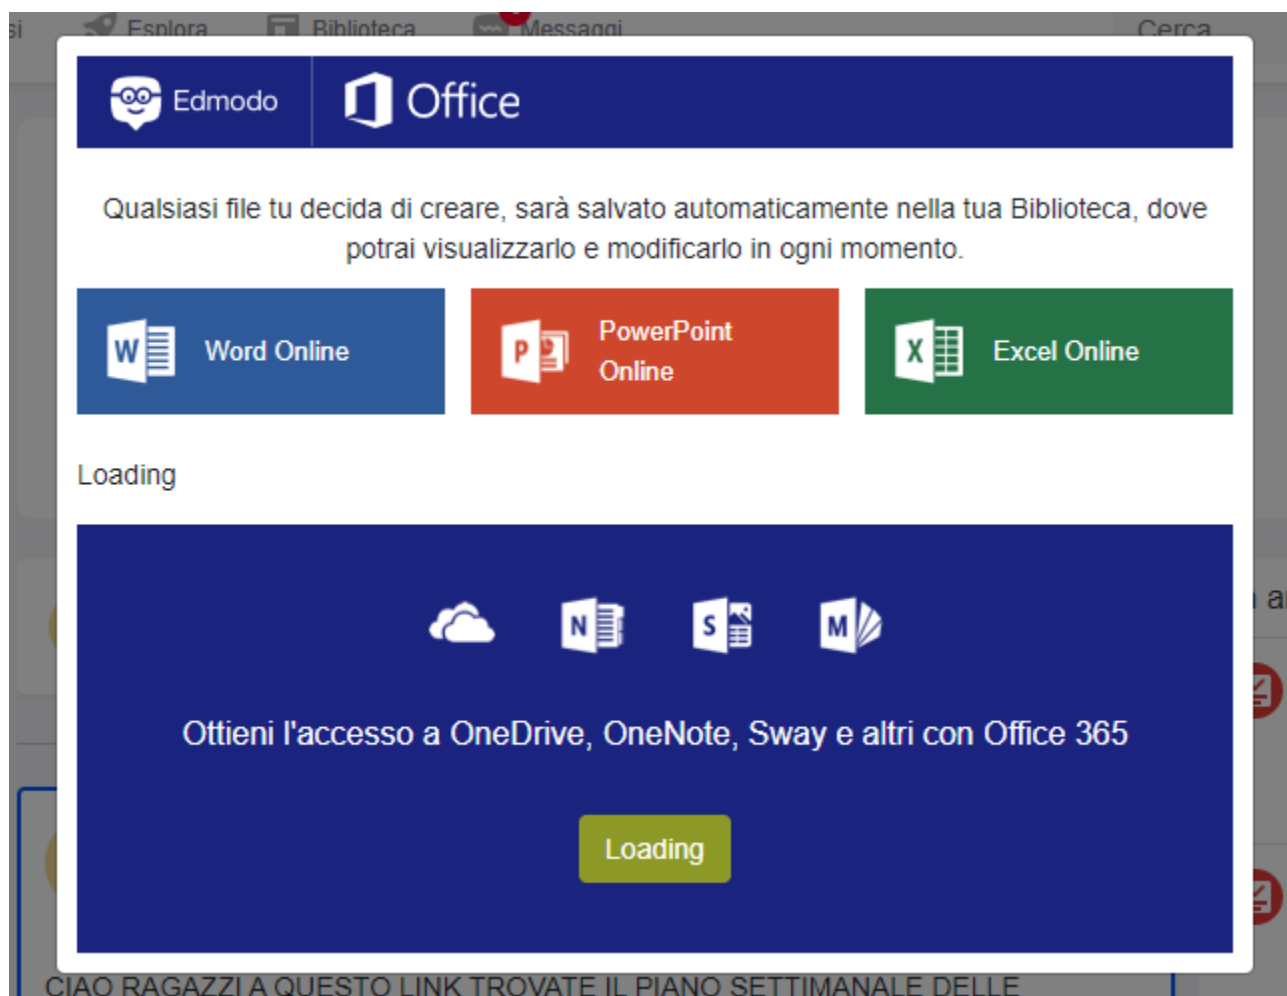 si Esplora Biblioteca Messaggi Cerca
Edmodo Office
Qualsiasi file tu decida di creare, sarà salvato automaticamente nella tua Biblioteca, dove
potrai visualizzarlo e modificarlo in ogni momento.
W Word Online
P PowerPoint
Online
X Excel Online
Loading
N S M
Ottieni l'accesso a OneDrive, OneNote, Sway e altri con Office 365
Loading
CIAO RAGAZZI A QUESTO LINK TROVATE IL PIANO SETTIMANALE DELLE